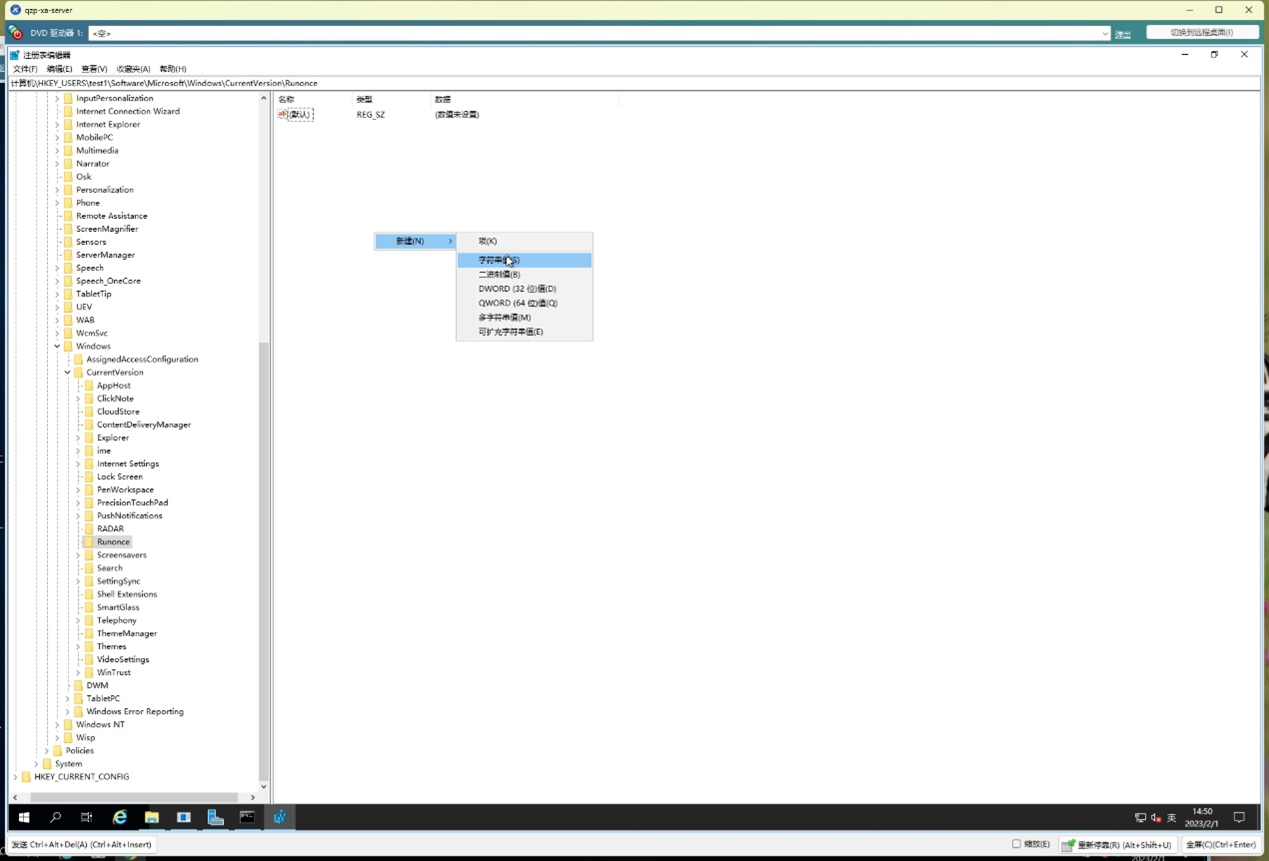 qzp-xa-server
DVD 驱动器 1: <空> 弹出 切换到远程桌面(I)
注册表编辑器
文件(F) 编辑(E) 查看(V) 收藏夹(A) 帮助(H)
计算机\HKEY_USERS\test1\Software\Microsoft\Windows\CurrentVersion\Runonce
InputPersonalization
Internet Connection Wizard
Internet Explorer
MobilePC
Multimedia
Narrator
Osk
Personalization
Phone
Remote Assistance
ScreenMagnifier
Sensors
ServerManager
Speech
Speech_OneCore
TabletTip
UEV
WAB
WcmSvc
Windows
AssignedAccessConfiguration
CurrentVersion
AppHost
ClickNote
CloudStore
ContentDeliveryManager
Explorer
ime
Internet Settings
Lock Screen
PenWorkspace
PrecisionTouchPad
PushNotifications
RADAR
Runonce
Screensavers
Search
SettingSync
Shell Extensions
SmartGlass
Telephony
ThemeManager
Themes
VideoSettings
WinTrust
DWM
TabletPC
Windows Error Reporting
Windows NT
Wisp
Policies
System
HKEY_CURRENT_CONFIG
名称 类型 数据
ab (默认) REG_SZ (数值未设置)
新建(N)
项(K)
字符串值(S)
二进制值(B)
DWORD (32 位)值(D)
QWORD (64 位)值(Q)
多字符串值(M)
可扩充字符串值(E)
英
14:50
2023/2/1
发送 Ctrl+Alt+Del(A) (Ctrl+Alt+Insert) 缩放(E) 重新停靠(R) (Alt+Shift+U) 全屏(C)(Ctrl+Enter)